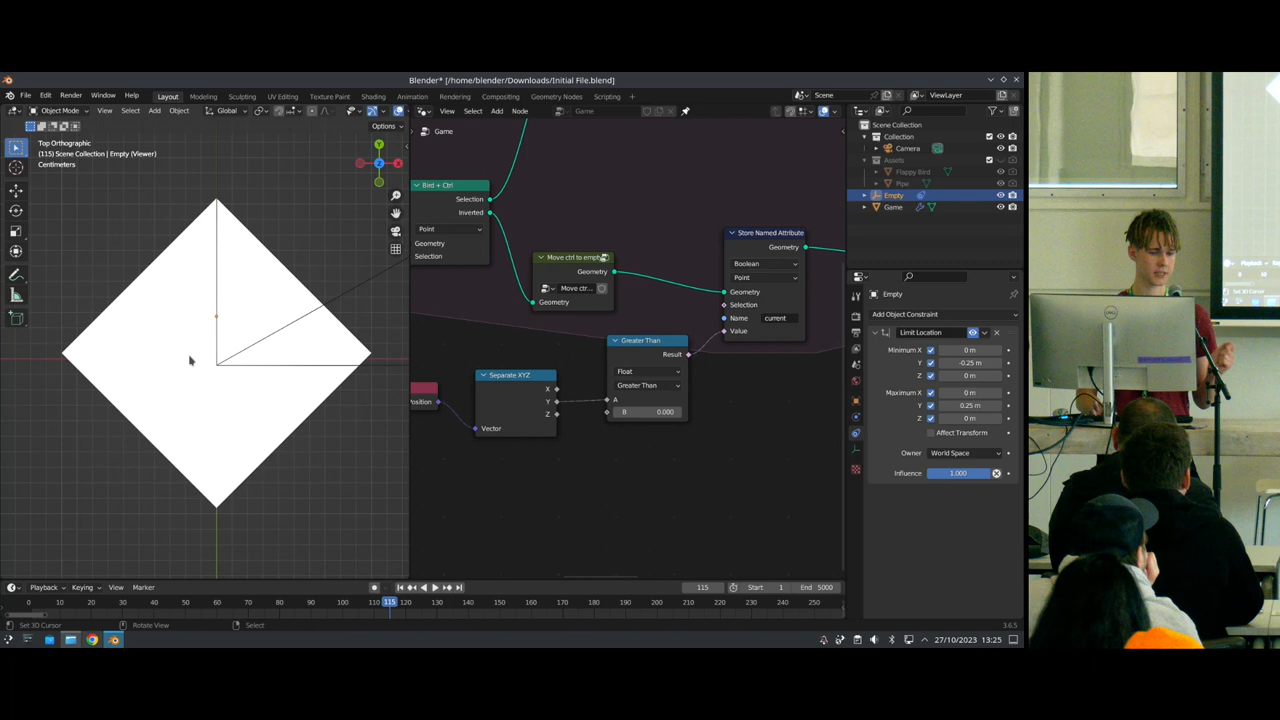 Blender* [/home/blender/Downloads/Initial File.blend]
File Edit Render Window Help Layout Modeling Sculpting UV Editing Texture Paint Shading Animation Rendering Compositing Geometry Nodes Scripting + Scene ViewLayer
Object Mode View Select Add Object Global View Select Add Node Game
Options
Top Orthographic
(115) Scene Collection | Empty (Viewer)
Centimeters
Y
Z
X
Game
Bird + Ctrl
Selection
Inverted
Point
Geometry
Selection
Move ctrl to empty
Geometry
Move ctr...
Geometry
Store Named Attribute
Geometry
Boolean
Point
Geometry
Selection
Name current
Value
Position
Separate XYZ
X
Y
Z
Vector
Greater Than
Result
Float
Greater Than
A
B 0.000
Scene Collection
Collection
Camera
Assets
Flappy Bird
Pipe
Empty
Game
Empty
Add Object Constraint
Limit Location
Minimum X 0 m
Y -0.25 m
Z 0 m
Maximum X 0 m
Y 0.25 m
Z 0 m
Affect Transform
Owner World Space
Influence 1.000
Playback Keying View Marker 115 Start 1 End 5000
0 10 20 30 40 50 60 70 80 90 100 110 115 120 130 140 150 160 170 180 190 200 210 220 230 240 250
Set 3D Cursor Rotate View Select 3.6.5
27/10/2023 13:25
DELL